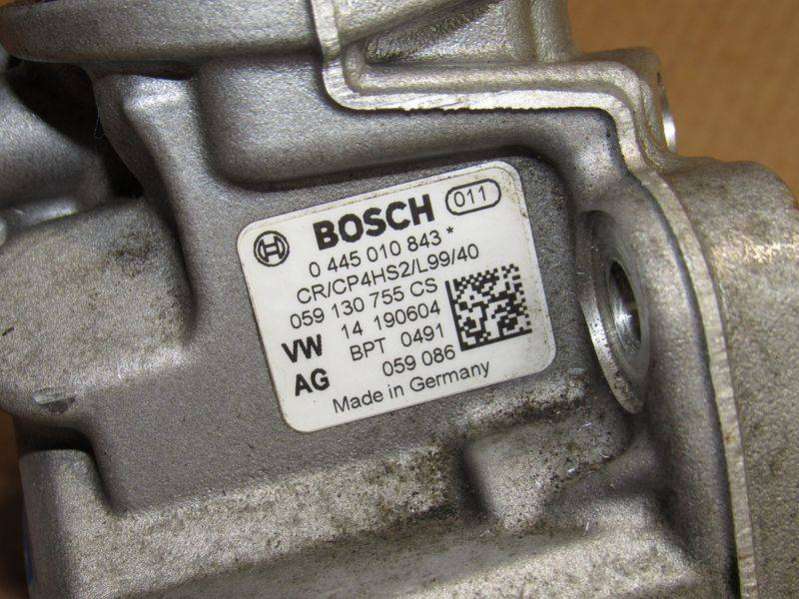 BOSCH 011
0 445 010 843 *
CR/CP4HS2/L99/40
059 130 755 CS
VW 14 190604
BPT 0491
AG 059 086
Made in Germany